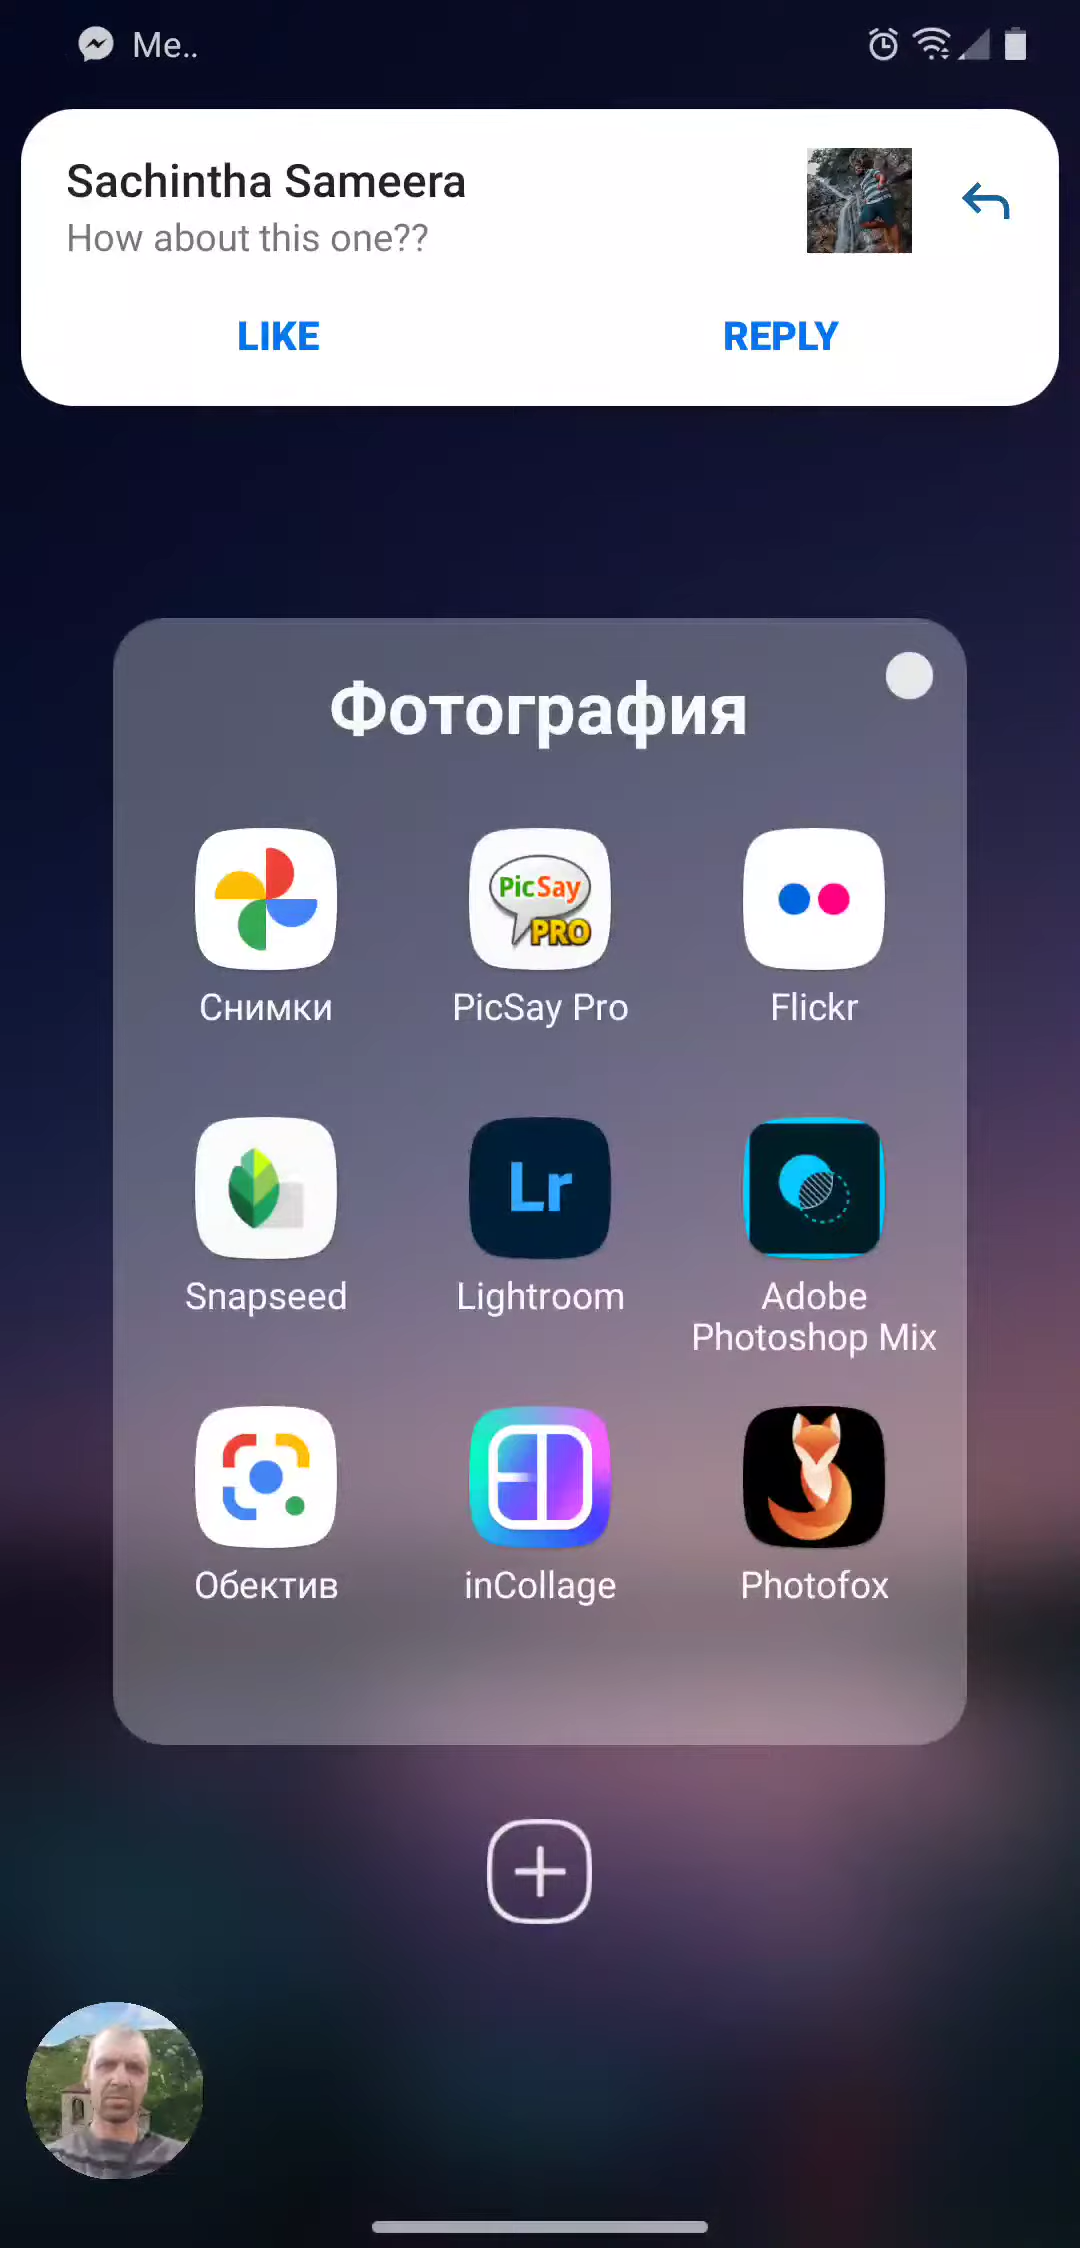 Me..
Sachintha Sameera
How about this one??
LIKE REPLY
Фотография
PicSay
PRO
Снимки PicSay Pro Flickr
Lr
Snapseed Lightroom Adobe
Photoshop Mix
Обектив inCollage Photofox